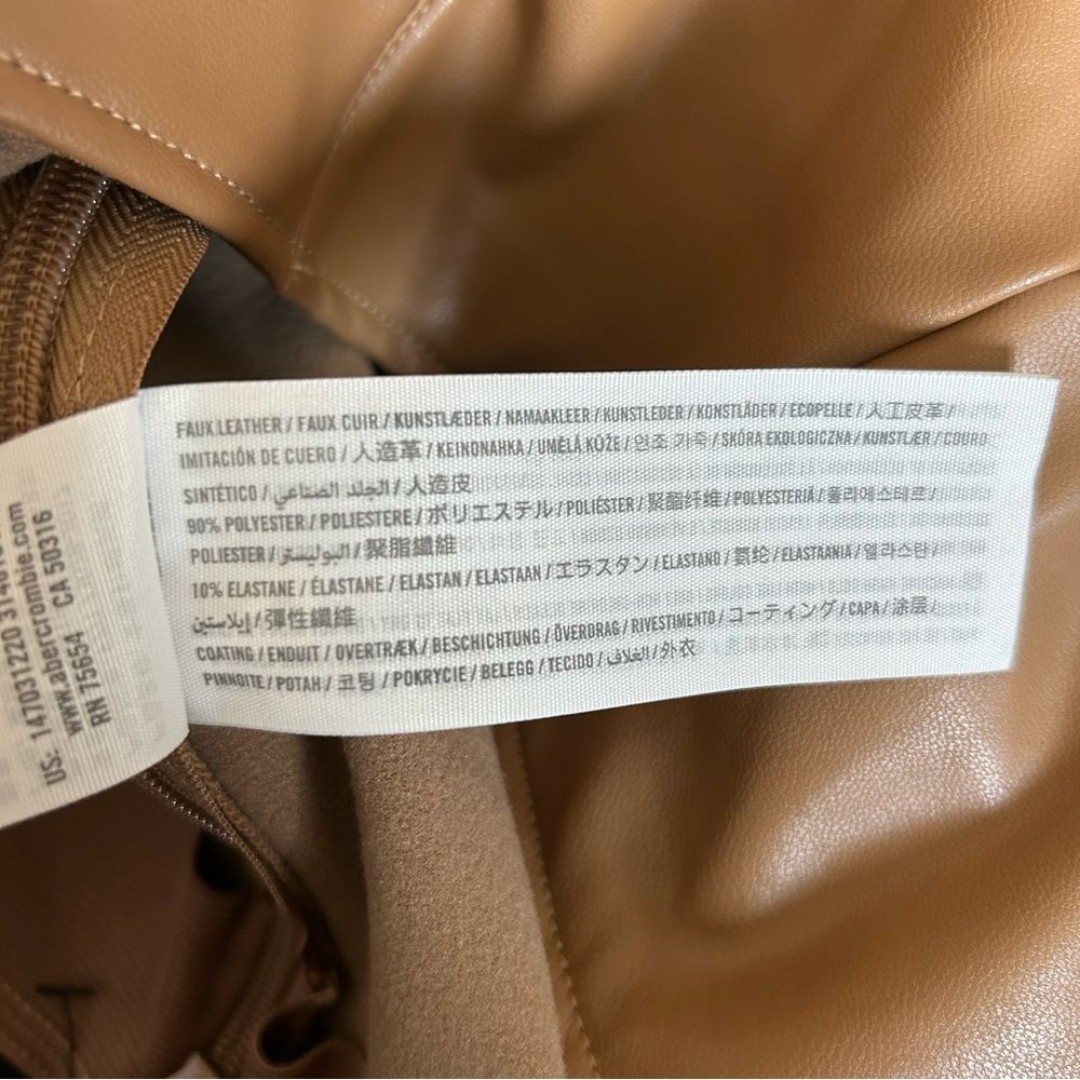 FAUX LEATHER / FAUX CUIR / KUNSTLÆDER / NAMAAKLEER / KUNSTLEDER / KONSTLÄDER / ECOPELLE / 人工皮革 /
IMITACIÓN DE CUERO / 人造革 / KEINONAHKA / UMĚLÁ KŮŽE / 인조 가죽 / SKÓRA EKOLOGICZNA / KUNSTLÆR / COURO
SINTÉTICO / الجلد الصناعي / 人造皮
90% POLYESTER / POLIESTERE / ポリエステル / POLIÉSTER / 聚酯纤维 / POLYESTERIÄ / 폴리에스테르 /
POLIESTER / البوليستر / 聚脂纖維
10% ELASTANE / ÉLASTANE / ELASTAN / ELASTAAN / エラスタン / ELASTANO / 氨纶 / ELASTAANIA / 엘라스탄 /
إيلاستين / 彈性纖維
COATING / ENDUIT / OVERTRÆK / BESCHICHTUNG / ÖVERDRAG / RIVESTIMENTO / コーティング / CAPA / 涂层 /
PINNOITE / POTAH / 코팅 / POKRYCIE / BELEGG / TECIDO / الغلاف / 外衣
US: 147031220
www.abercrombie.com
RN 75654 CA 50316